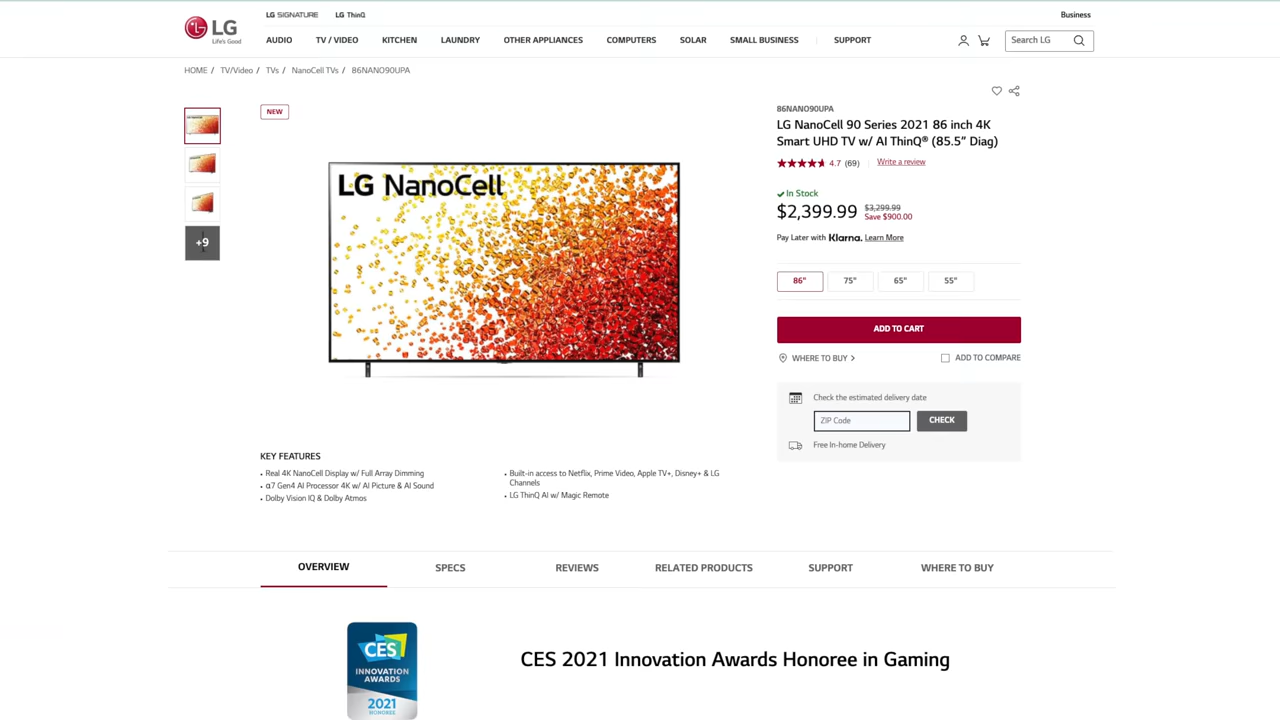 LG SIGNATURE LG ThinQ Business
LG
Life's Good
AUDIO TV / VIDEO KITCHEN LAUNDRY OTHER APPLIANCES COMPUTERS SOLAR SMALL BUSINESS SUPPORT
Search LG
HOME / TV/Video / TVs / NanoCell TVs / 86NANO90UPA
NEW
LG NanoCell
+9
86NANO90UPA
LG NanoCell 90 Series 2021 86 inch 4K
Smart UHD TV w/ AI ThinQ® (85.5'' Diag)
4.7 (69) Write a review
In Stock
$2,399.99 $3,299.99
Save $900.00
Pay Later with Klarna. Learn More
86" 75" 65" 55"
ADD TO CART
WHERE TO BUY ADD TO COMPARE
Check the estimated delivery date
ZIP Code CHECK
Free In-home Delivery
KEY FEATURES
• Real 4K NanoCell Display w/ Full Array Dimming
• α7 Gen4 AI Processor 4K w/ AI Picture & AI Sound
• Dolby Vision IQ & Dolby Atmos
• Built-in access to Netflix, Prime Video, Apple TV+, Disney+ & LG
Channels
• LG ThinQ AI w/ Magic Remote
OVERVIEW SPECS REVIEWS RELATED PRODUCTS SUPPORT WHERE TO BUY
CES
INNOVATION
AWARDS
2021
HONOREE
CES 2021 Innovation Awards Honoree in Gaming